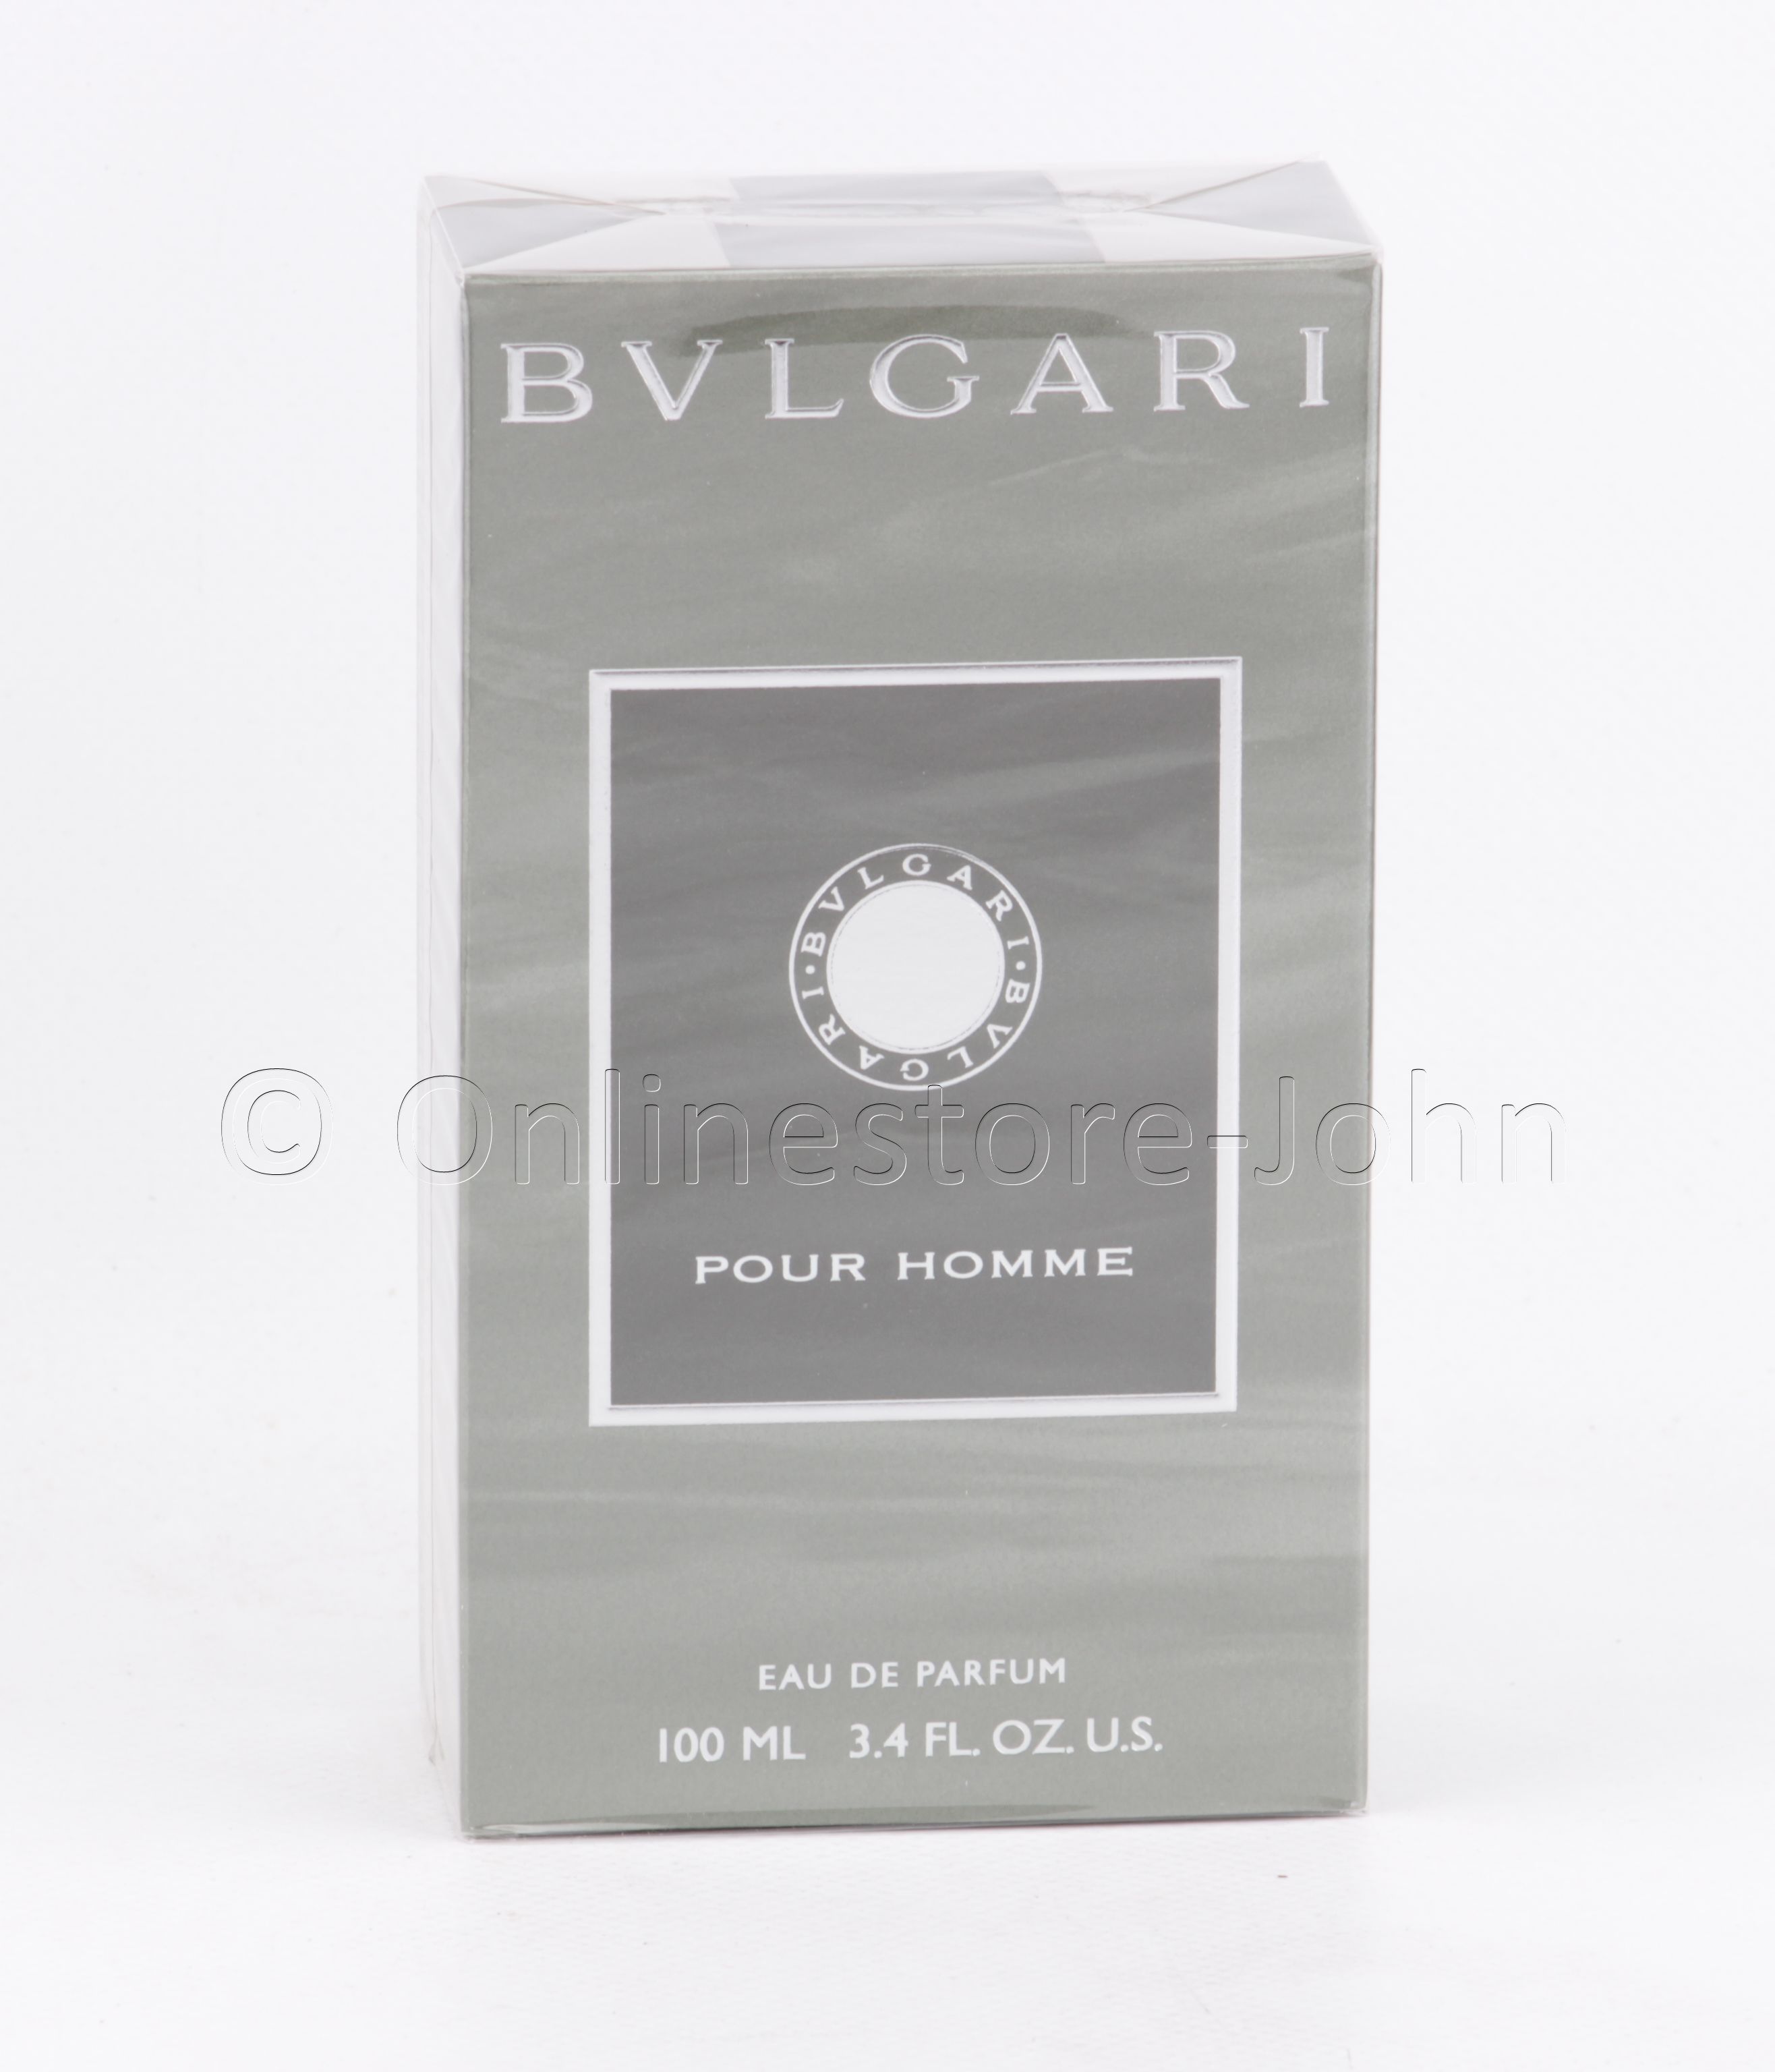 BVLGARI
BVLGARI • BVLGARI •
© Onlinestore-John
POUR HOMME
EAU DE PARFUM
100 ML 3.4 FL. OZ. U.S.